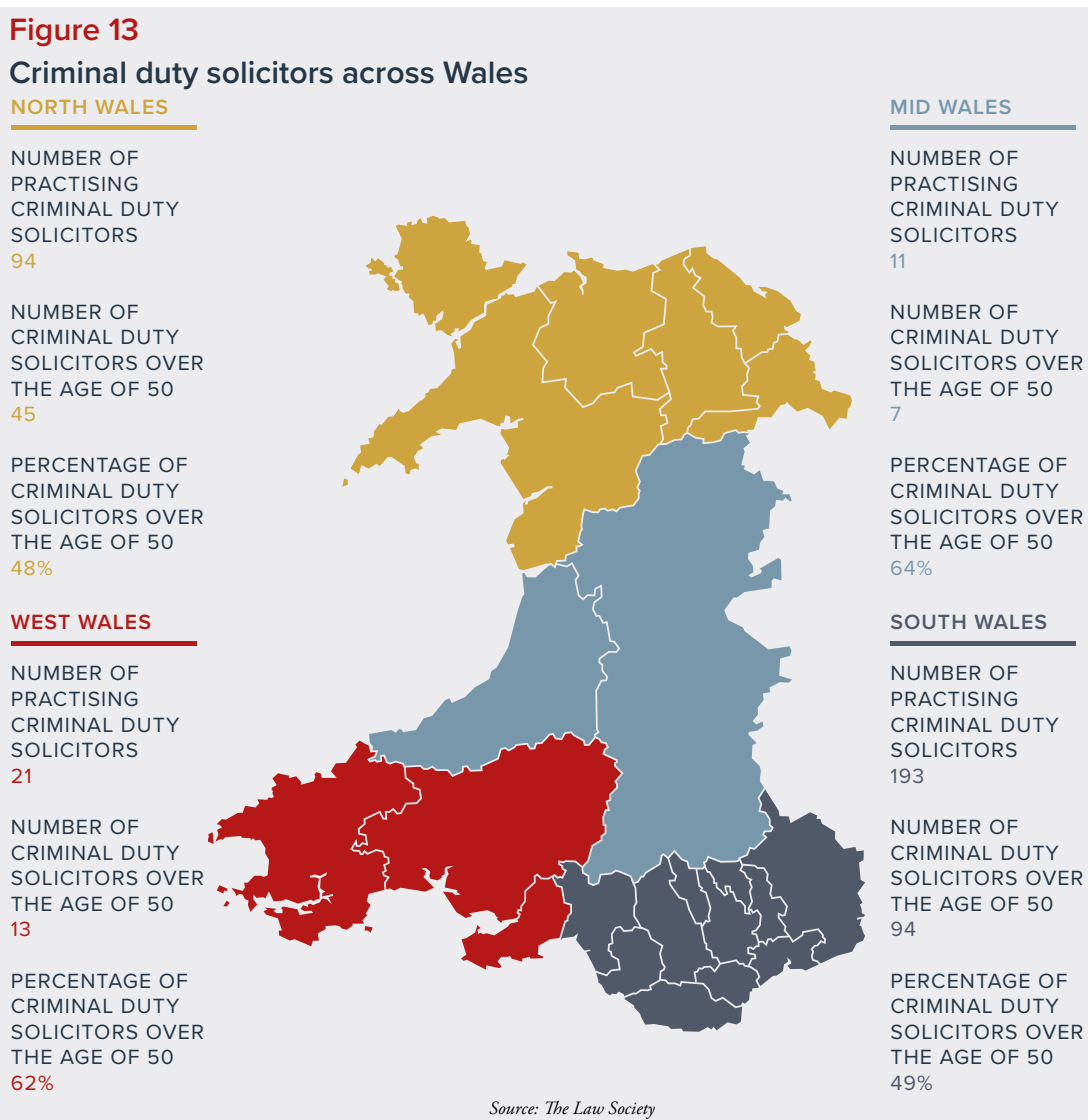 Figure 13
Criminal duty solicitors across Wales
NORTH WALES
NUMBER OF
PRACTISING
CRIMINAL DUTY
SOLICITORS
94
NUMBER OF
CRIMINAL DUTY
SOLICITORS OVER
THE AGE OF 50
45
PERCENTAGE OF
CRIMINAL DUTY
SOLICITORS OVER
THE AGE OF 50
48%
WEST WALES
NUMBER OF
PRACTISING
CRIMINAL DUTY
SOLICITORS
21
NUMBER OF
CRIMINAL DUTY
SOLICITORS OVER
THE AGE OF 50
13
PERCENTAGE OF
CRIMINAL DUTY
SOLICITORS OVER
THE AGE OF 50
62%
MID WALES
NUMBER OF
PRACTISING
CRIMINAL DUTY
SOLICITORS
11
NUMBER OF
CRIMINAL DUTY
SOLICITORS OVER
THE AGE OF 50
7
PERCENTAGE OF
CRIMINAL DUTY
SOLICITORS OVER
THE AGE OF 50
64%
SOUTH WALES
NUMBER OF
PRACTISING
CRIMINAL DUTY
SOLICITORS
193
NUMBER OF
CRIMINAL DUTY
SOLICITORS OVER
THE AGE OF 50
94
PERCENTAGE OF
CRIMINAL DUTY
SOLICITORS OVER
THE AGE OF 50
49%
Source: The Law Society